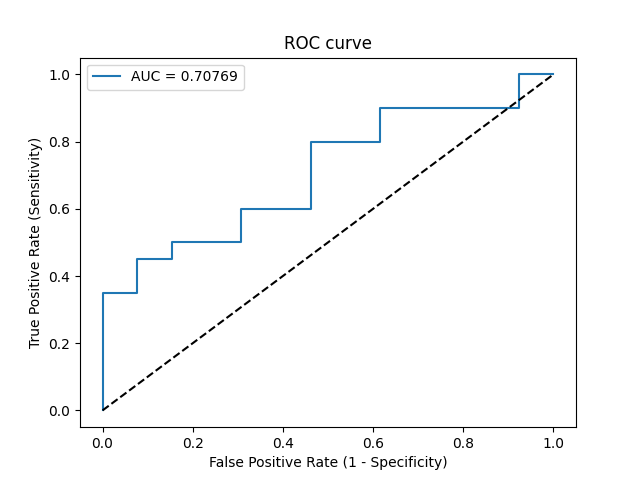 ROC curve
AUC = 0.70769
True Positive Rate (Sensitivity)
1.0
0.8
0.6
0.4
0.2
0.0
0.0 0.2 0.4 0.6 0.8 1.0
False Positive Rate (1 - Specificity)